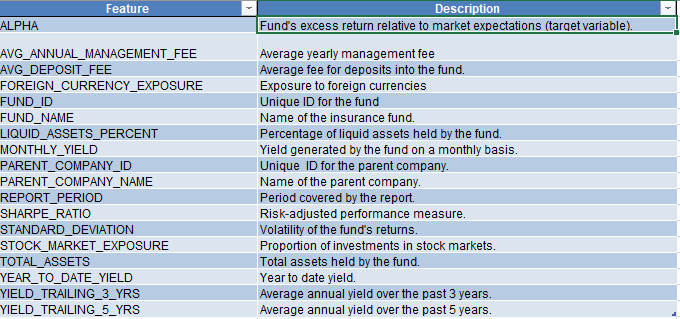 Feature Description
ALPHA Fund's excess return relative to market expectations (target variable).
AVG_ANNUAL_MANAGEMENT_FEE Average yearly management fee
AVG_DEPOSIT_FEE Average fee for deposits into the fund.
FOREIGN_CURRENCY_EXPOSURE Exposure to foreign currencies
FUND_ID Unique ID for the fund
FUND_NAME Name of the insurance fund.
LIQUID_ASSETS_PERCENT Percentage of liquid assets held by the fund.
MONTHLY_YIELD Yield generated by the fund on a monthly basis.
PARENT_COMPANY_ID Unique  ID for the parent company.
PARENT_COMPANY_NAME Name of the parent company.
REPORT_PERIOD Period covered by the report.
SHARPE_RATIO Risk-adjusted performance measure.
STANDARD_DEVIATION Volatility of the fund's returns.
STOCK_MARKET_EXPOSURE Proportion of investments in stock markets.
TOTAL_ASSETS Total assets held by the fund.
YEAR_TO_DATE_YIELD Year to date yield.
YIELD_TRAILING_3_YRS Average annual yield over the past 3 years.
YIELD_TRAILING_5_YRS Average annual yield over the past 5 years.